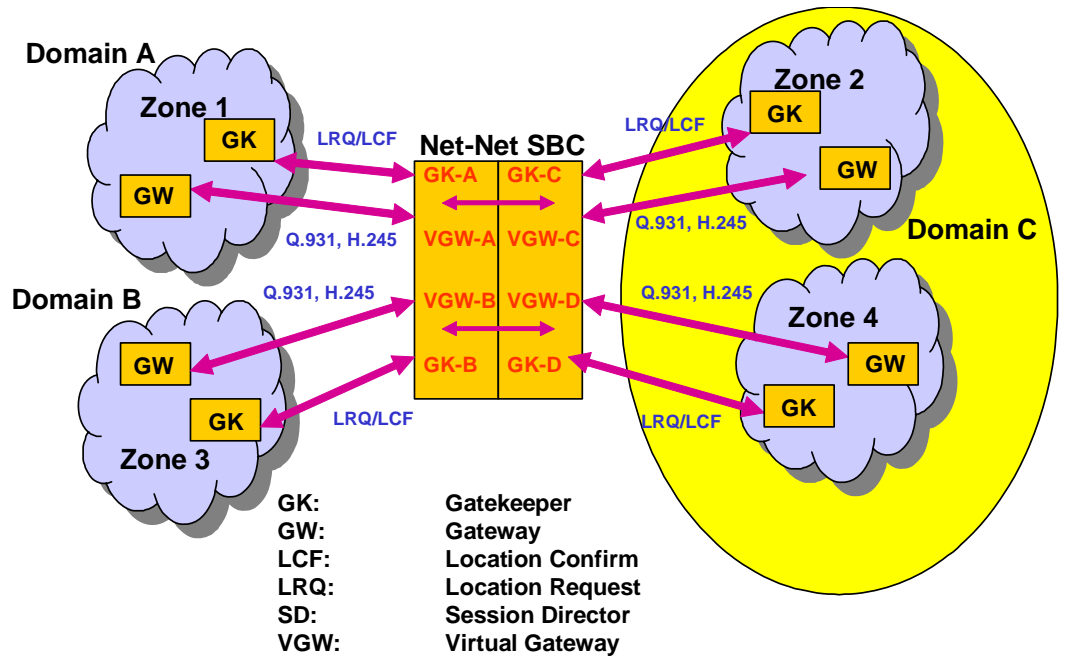 Domain A
Zone 1
GK
GW
LRQ/LCF
Q.931, H.245
Domain B
Q.931, H.245
GW
GK
Zone 3
LRQ/LCF
Net-Net SBC
GK-A GK-C
VGW-A VGW-C
VGW-B VGW-D
GK-B GK-D
LRQ/LCF
Zone 2
GK
GW
Q.931, H.245
Domain C
Q.931, H.245
Zone 4
GW
GK
LRQ/LCF
GK: Gatekeeper
GW: Gateway
LCF: Location Confirm
LRQ: Location Request
SD: Session Director
VGW: Virtual Gateway